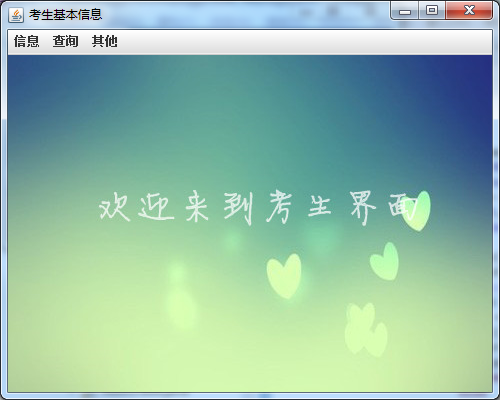 考生基本信息
信息 查询 其他
欢迎来到考生界面